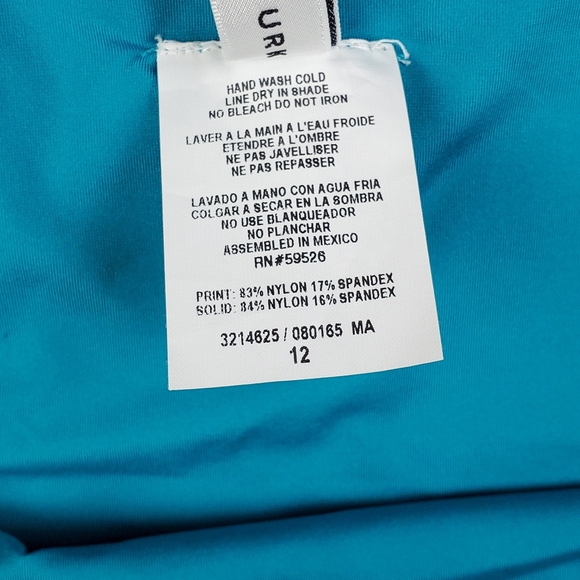 HAND WASH COLD
LINE DRY IN SHADE
NO BLEACH DO NOT IRON
LAVER A LA MAIN A L'EAU FROIDE
ETENDRE A L'OMBRE
NE PAS JAVELLISER
NE PAS REPASSER
LAVADO A MANO CON AGUA FRIA
COLGAR A SECAR EN LA SOMBRA
NO USE BLANQUEADOR
NO PLANCHAR
ASSEMBLED IN MEXICO
RN#59526
PRINT: 83% NYLON 17% SPANDEX
SOLID: 84% NYLON 16% SPANDEX
3214625 / 080165 MA
12